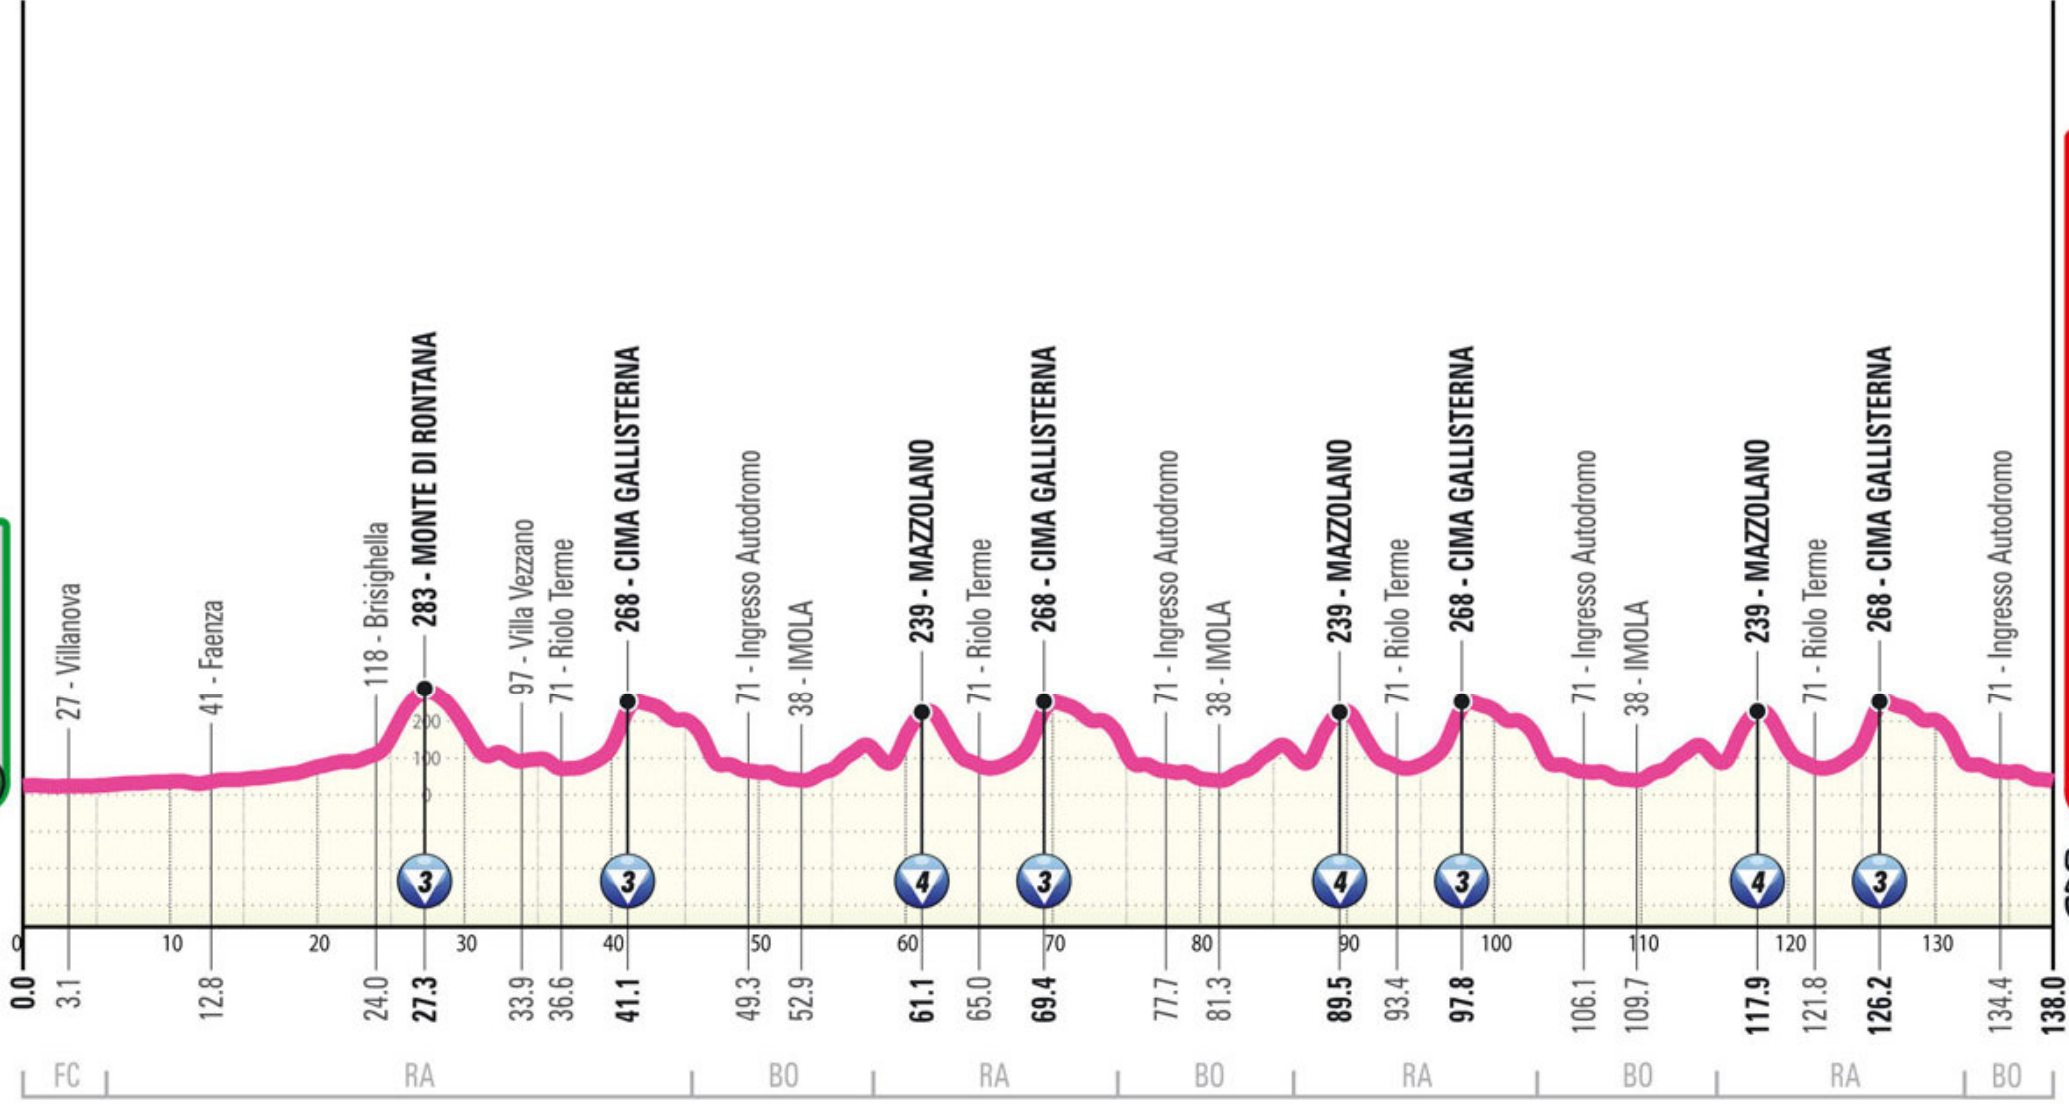 27 - Villanova
41 - Faenza
118 - Brisighella
283 - MONTE DI RONTANA
97 - Villa Vezzano
71 - Riolo Terme
268 - CIMA GALLISTERNA
71 - Ingresso Autodromo
38 - IMOLA
239 - MAZZOLANO
71 - Riolo Terme
268 - CIMA GALLISTERNA
71 - Ingresso Autodromo
38 - IMOLA
239 - MAZZOLANO
71 - Riolo Terme
268 - CIMA GALLISTERNA
71 - Ingresso Autodromo
38 - IMOLA
239 - MAZZOLANO
71 - Riolo Terme
268 - CIMA GALLISTERNA
71 - Ingresso Autodromo
200
100
0
3 3 4 3 4 3 4 3
0 10 20 30 40 50 60 70 80 90 100 110 120 130
0.0 3.1 12.8 24.0 27.3 33.9 36.6 41.1 49.3 52.9 61.1 65.0 69.4 77.7 81.3 89.5 93.4 97.8 106.1 109.7 117.9 121.8 126.2 134.4 138.0
FC RA BO RA BO RA BO RA BO